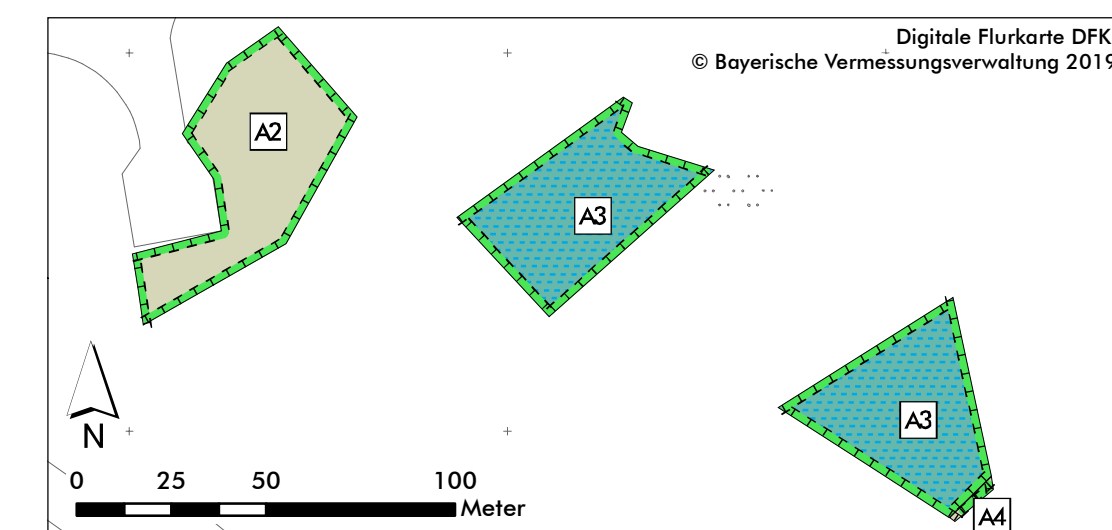 Digitale Flurkarte DFK
© Bayerische Vermessungsverwaltung 2019
A2
A3
A3
N
0 25 50 100
Meter
A4